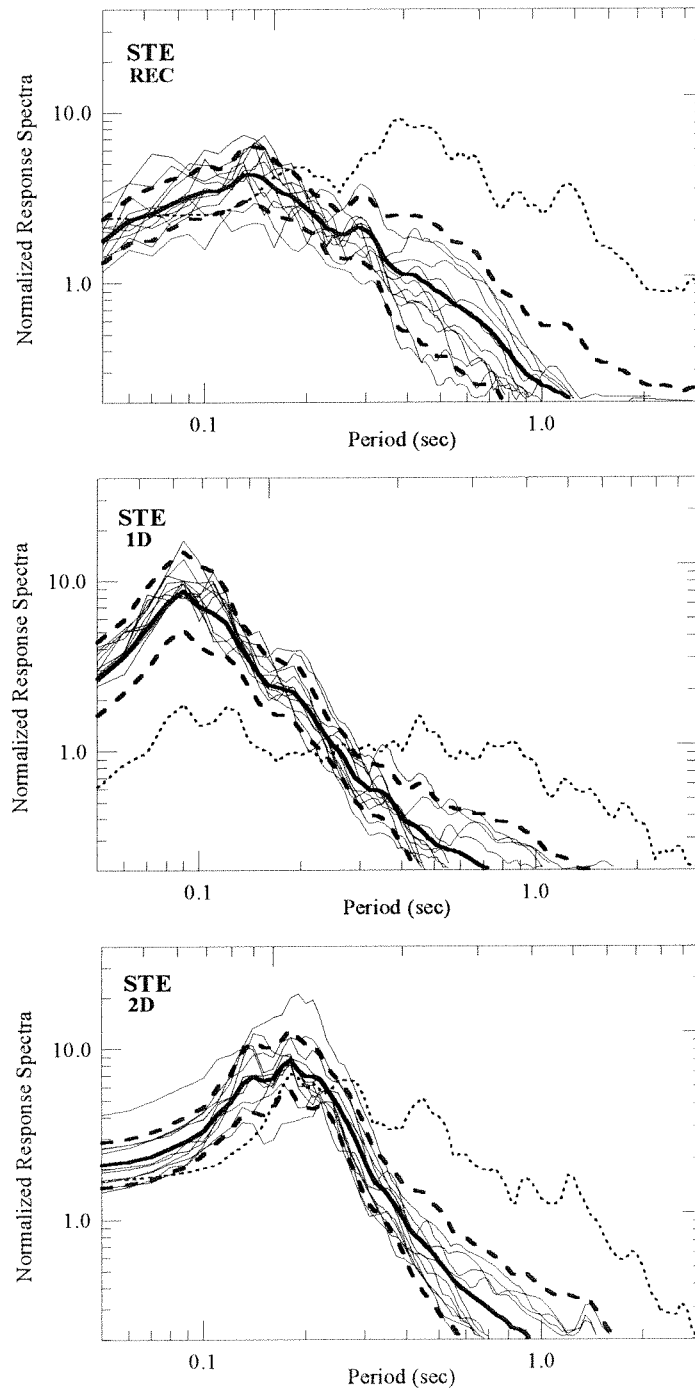 STE
REC
Normalized Response Spectra
10.0
1.0
0.1
1.0
Period (sec)
STE
1D
Normalized Response Spectra
10.0
1.0
0.1
1.0
Period (sec)
STE
2D
Normalized Response Spectra
10.0
1.0
0.1
1.0
Period (sec)